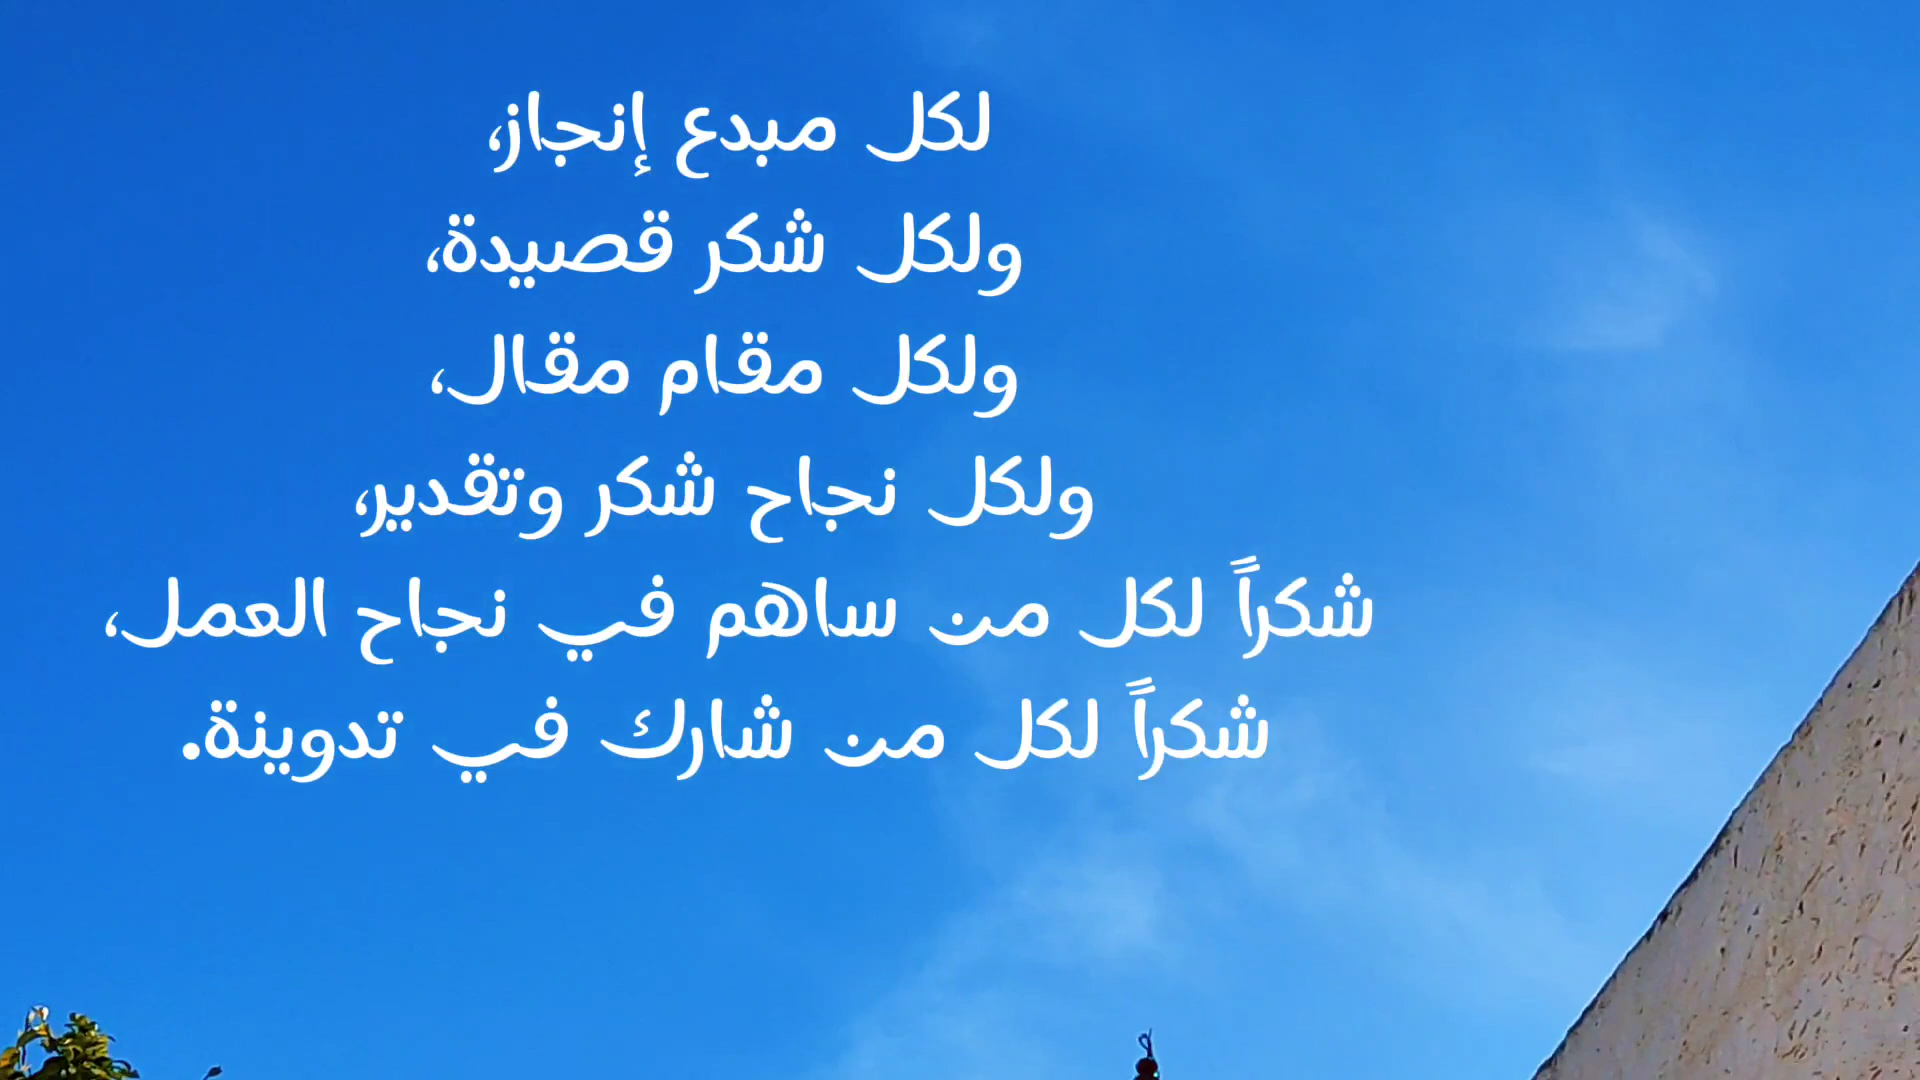 لكل مبدع إنجاز،
ولكل شكر قصيدة،
ولكل مقام مقال،
ولكل نجاح شكر وتقدير،
شكراً لكل من ساهم في نجاح العمل،
شكراً لكل من شارك في تدوينة.